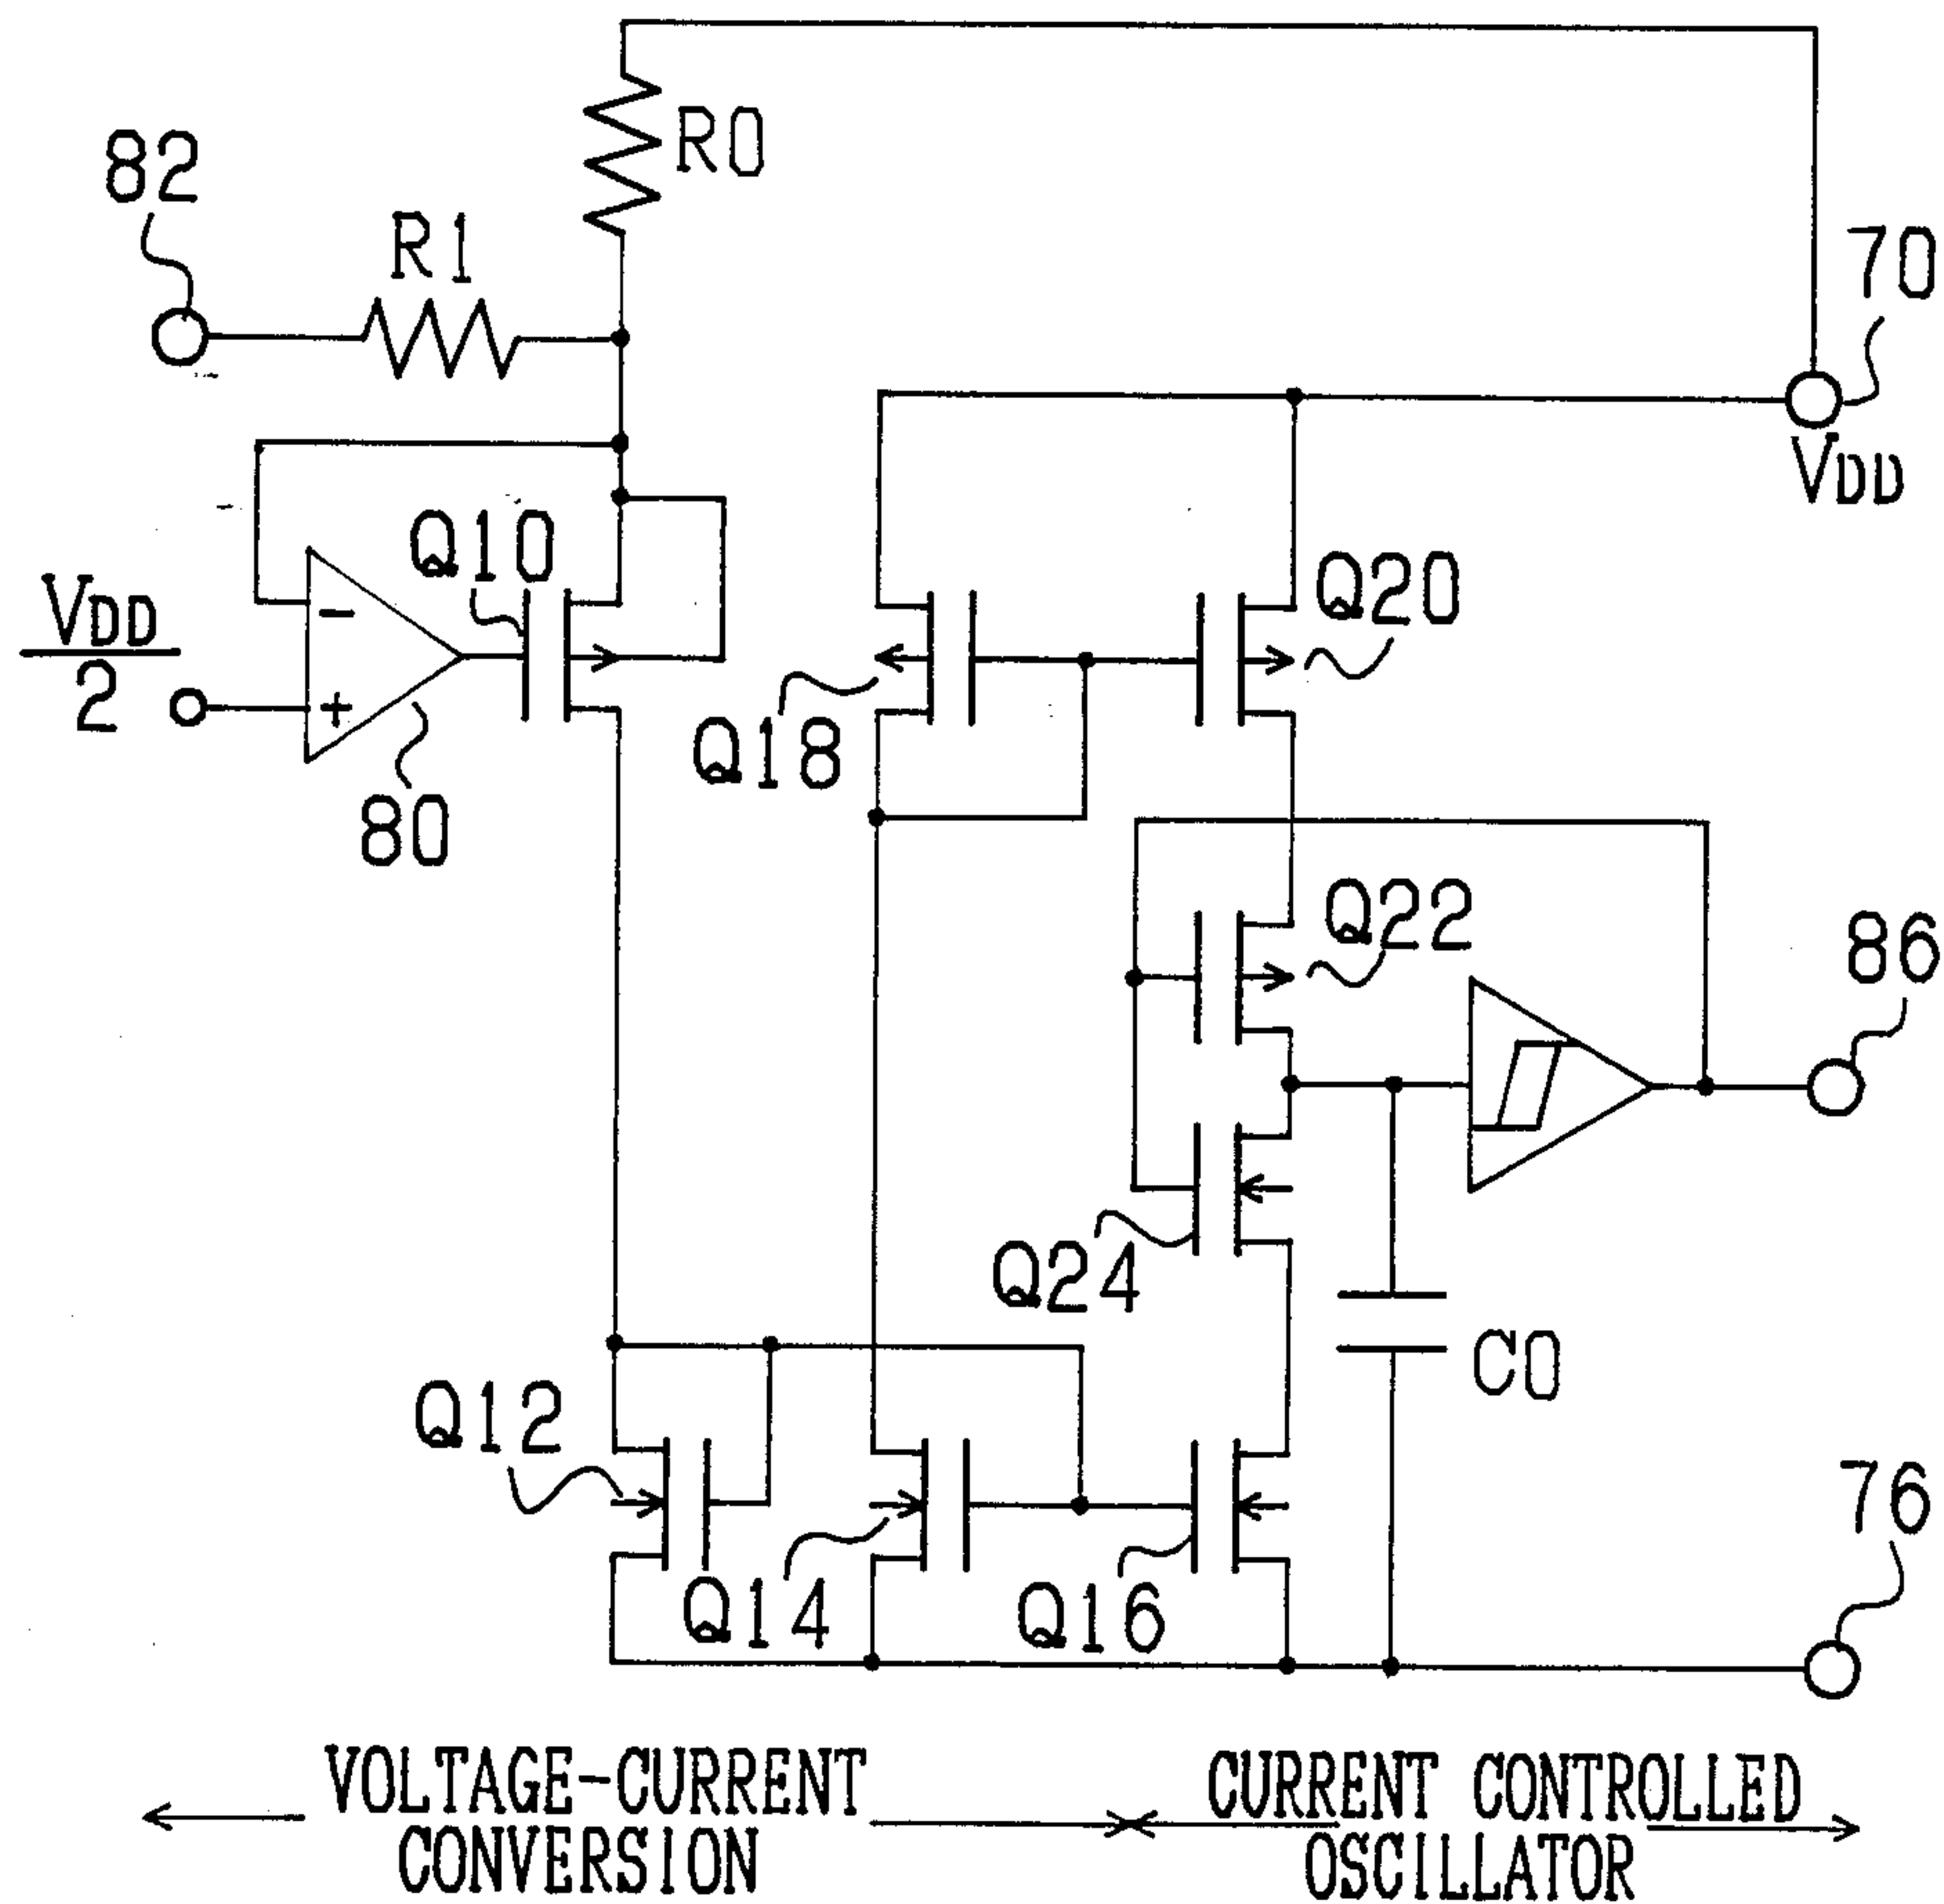 R0
82
R1
70
VDD
Q10
VDD
2
-
+
80
Q18
Q20
Q22
86
Q24
C0
Q12
Q14
Q16
76
VOLTAGE-CURRENT
CONVERSION
CURRENT CONTROLLED
OSCILLATOR